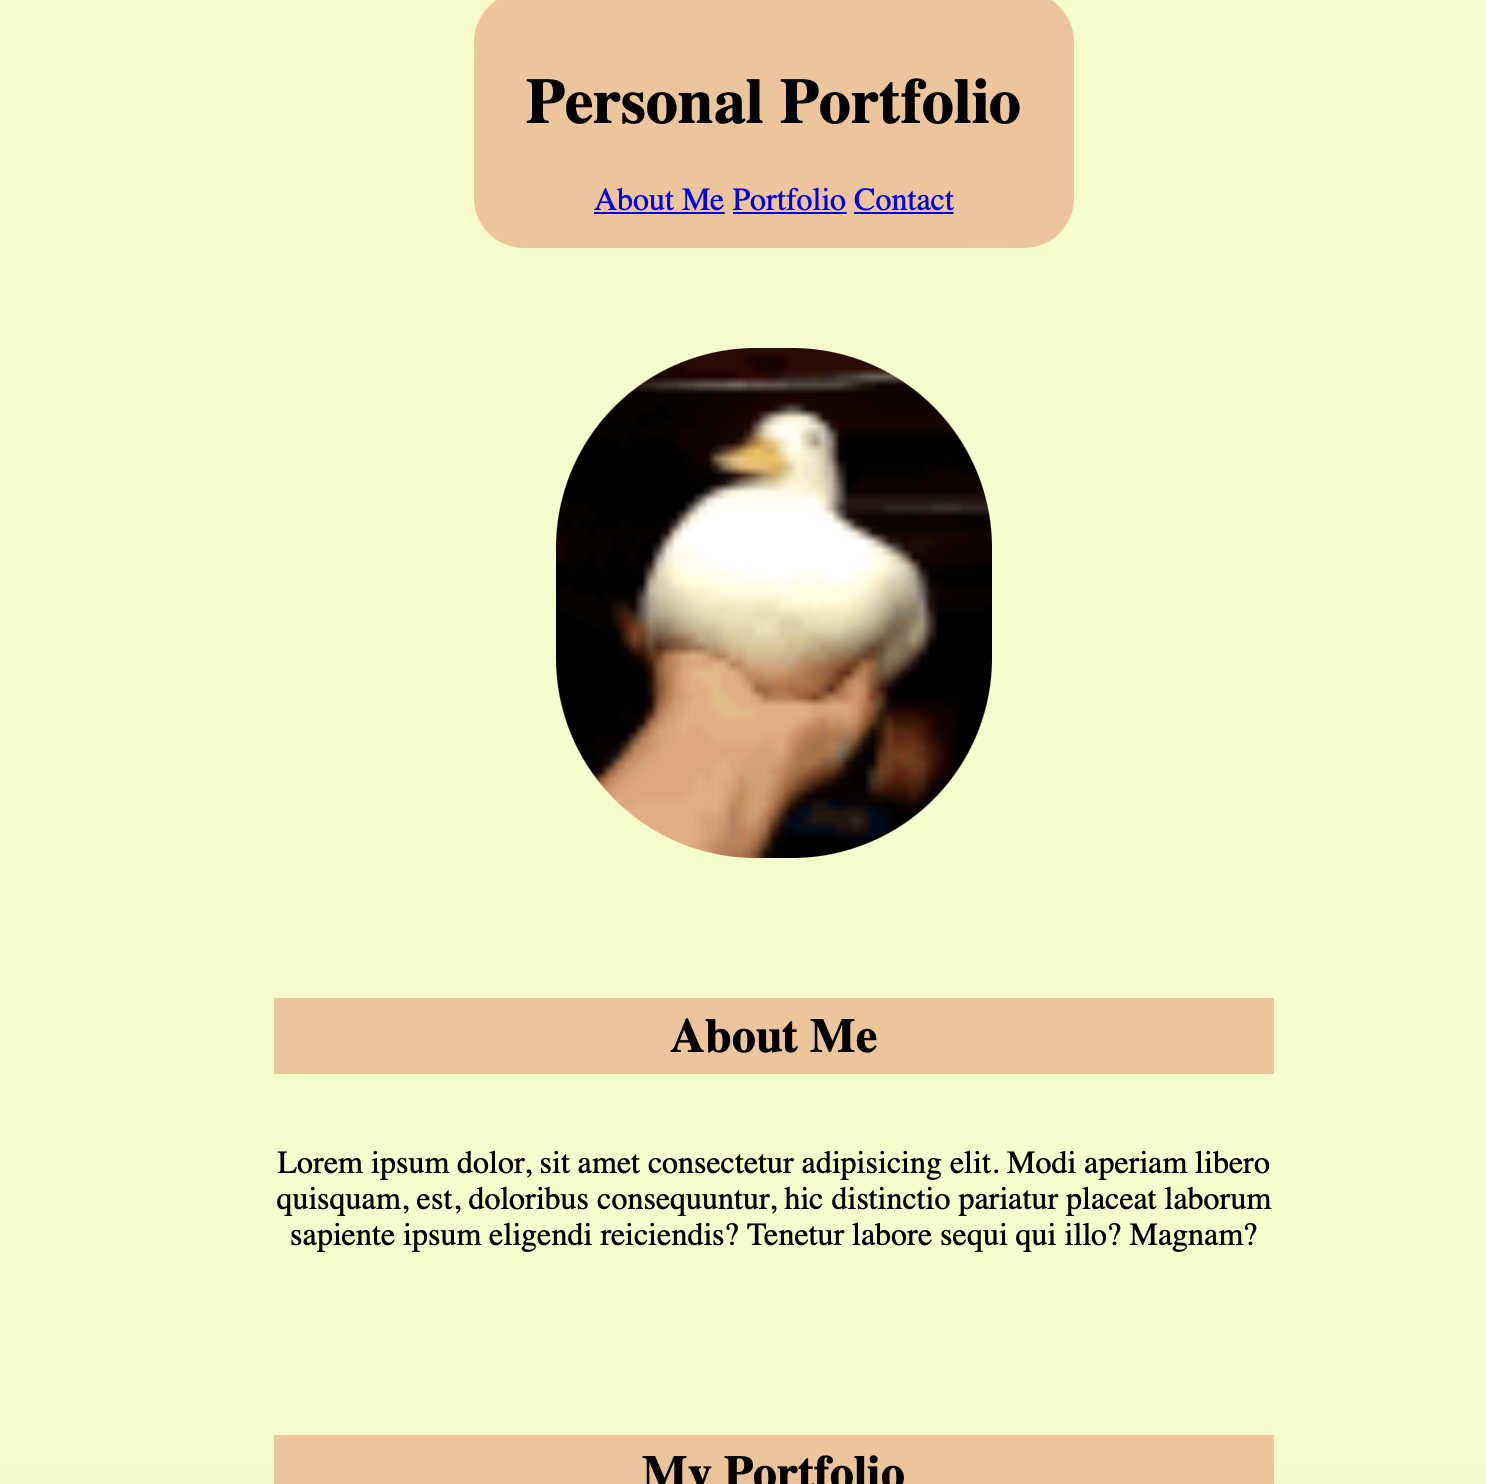 Personal Portfolio
About Me Portfolio Contact
About Me
Lorem ipsum dolor, sit amet consectetur adipisicing elit. Modi aperiam libero
quisquam, est, doloribus consequuntur, hic distinctio pariatur placeat laborum
sapiente ipsum eligendi reiciendis? Tenetur labore sequi qui illo? Magnam?
My Portfolio